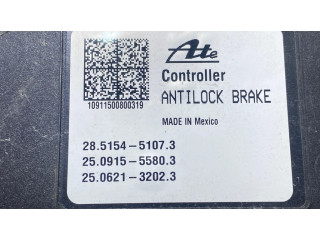 Ate
Controller
ANTILOCK BRAKE
10911500800319
MADE IN Mexico
28.5154-5107.3
25.0915-5580.3
25.0621-3202.3